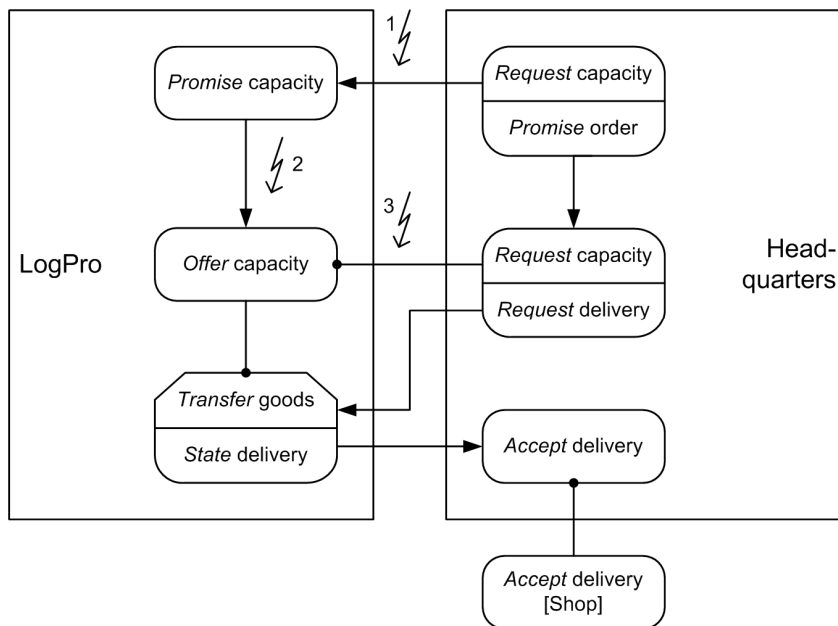 1
Promise capacity
Request capacity
Promise order
2
3
LogPro
Offer capacity
Request capacity
Request delivery
Head-
quarters
Transfer goods
State delivery
Accept delivery
Accept delivery
[Shop]